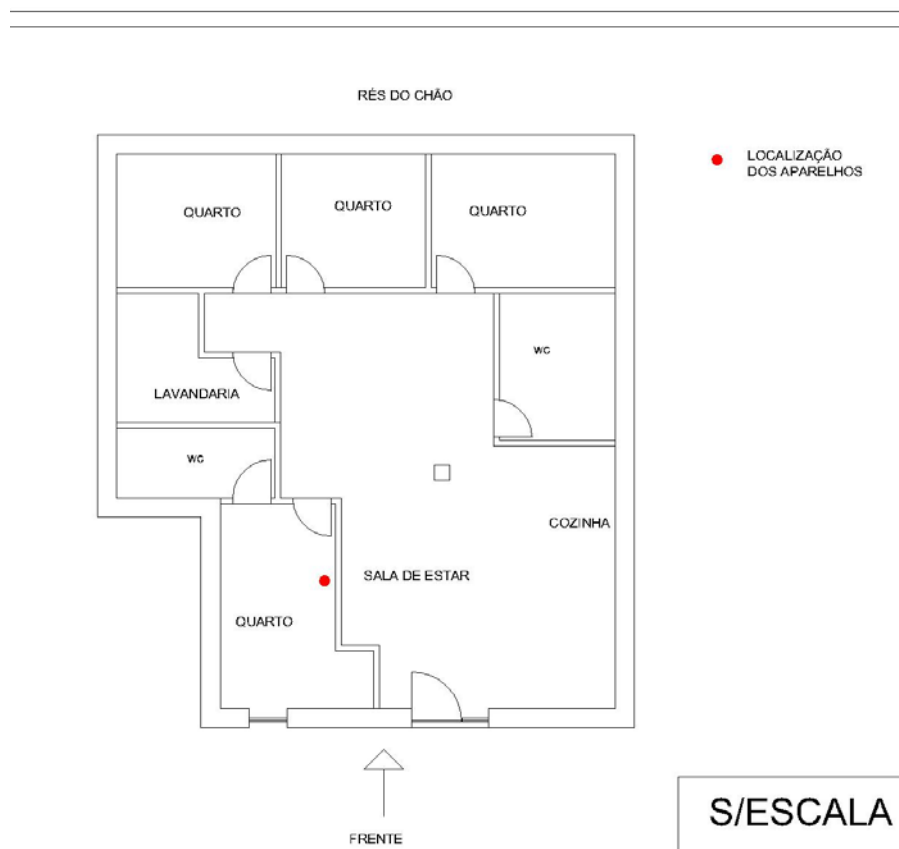 RÉS DO CHÃO
LOCALIZAÇÃO
DOS APARELHOS
QUARTO
QUARTO
QUARTO
WC
LAVANDARIA
WC
COZINHA
SALA DE ESTAR
QUARTO
S/ESCALA
FRENTE